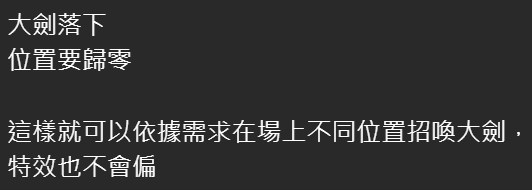 大劍落下
位置要歸零

這樣就可以依據需求在場上不同位置招喚大劍，
特效也不會偏